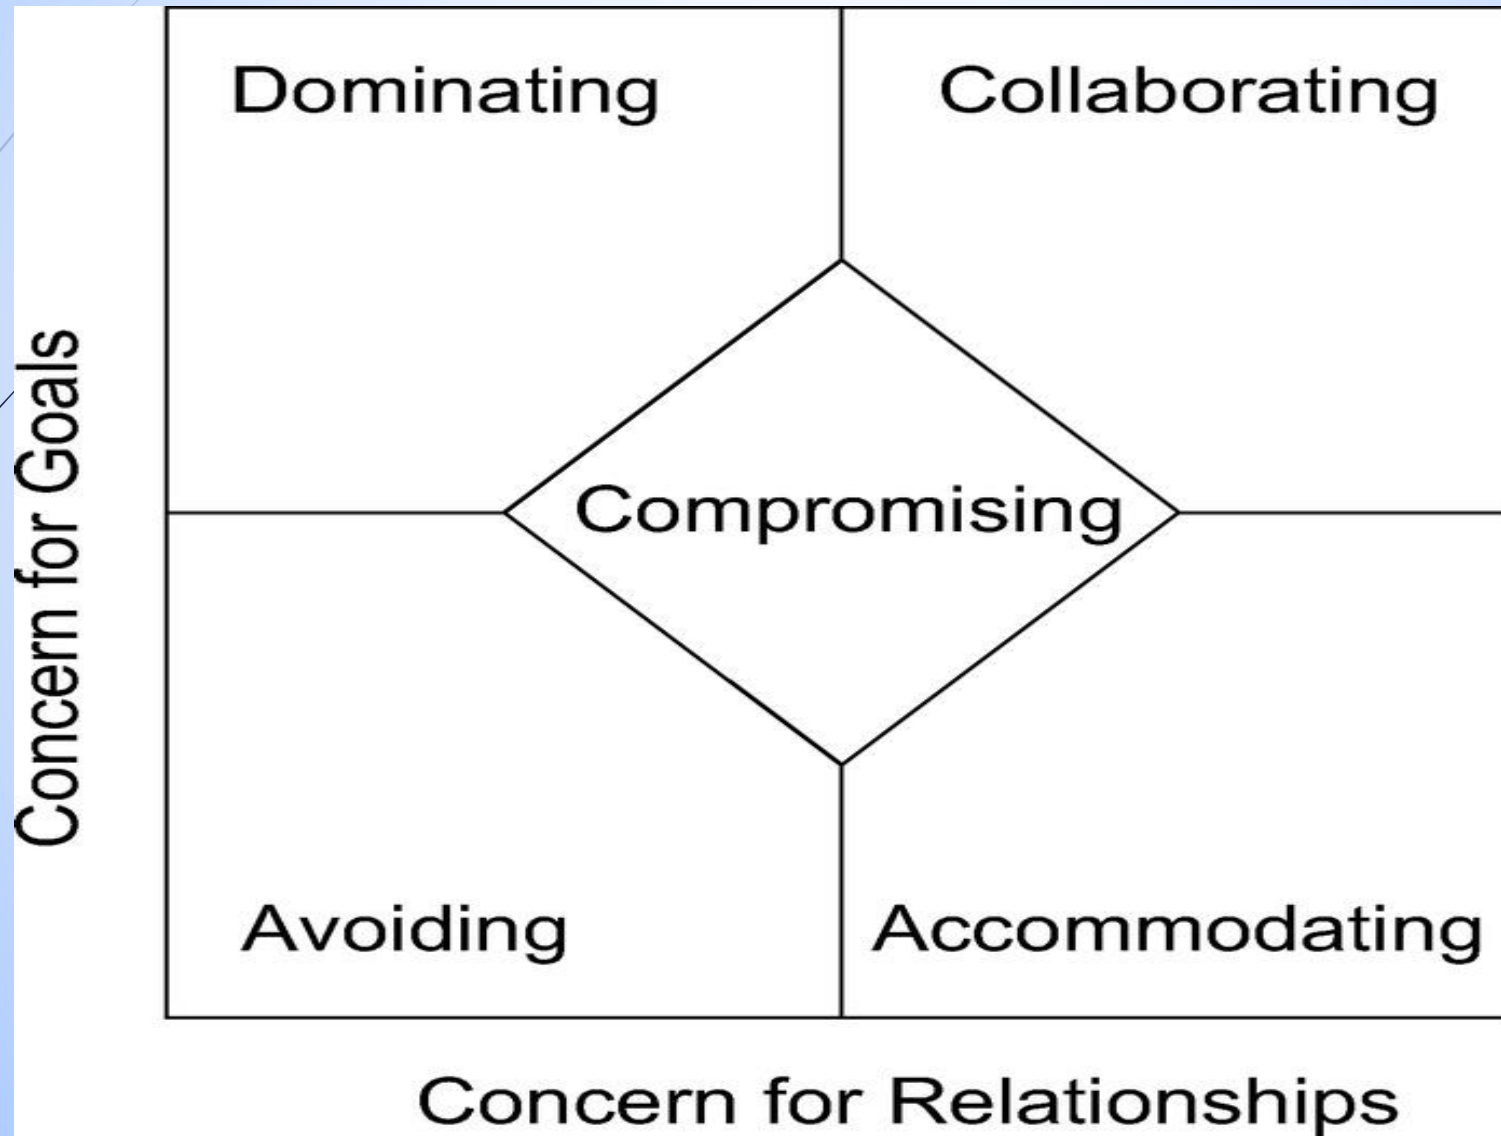 Dominating
Collaborating
Concern for Goals
Compromising
Avoiding
Accommodating
Concern for Relationships